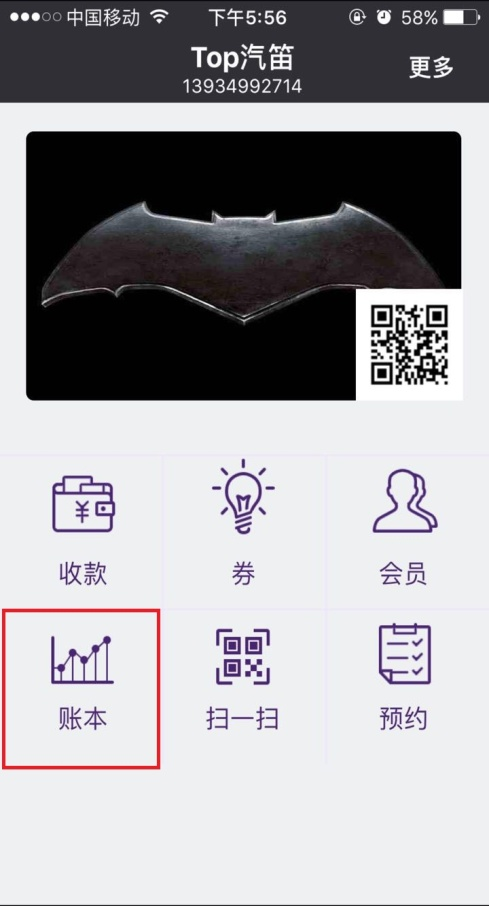 中国移动 下午5:56 58%
Top汽笛
13934992714
更多
收款 券 会员
账本 扫一扫 预约